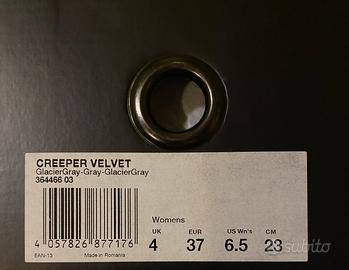 CREEPER VELVET
GlacierGray-Gray-GlacierGray
364466 03
4 057826 877176
EAN-13 Made in Romania
Womens
UK EUR US Wn's CM
4 37 6.5 23
subito